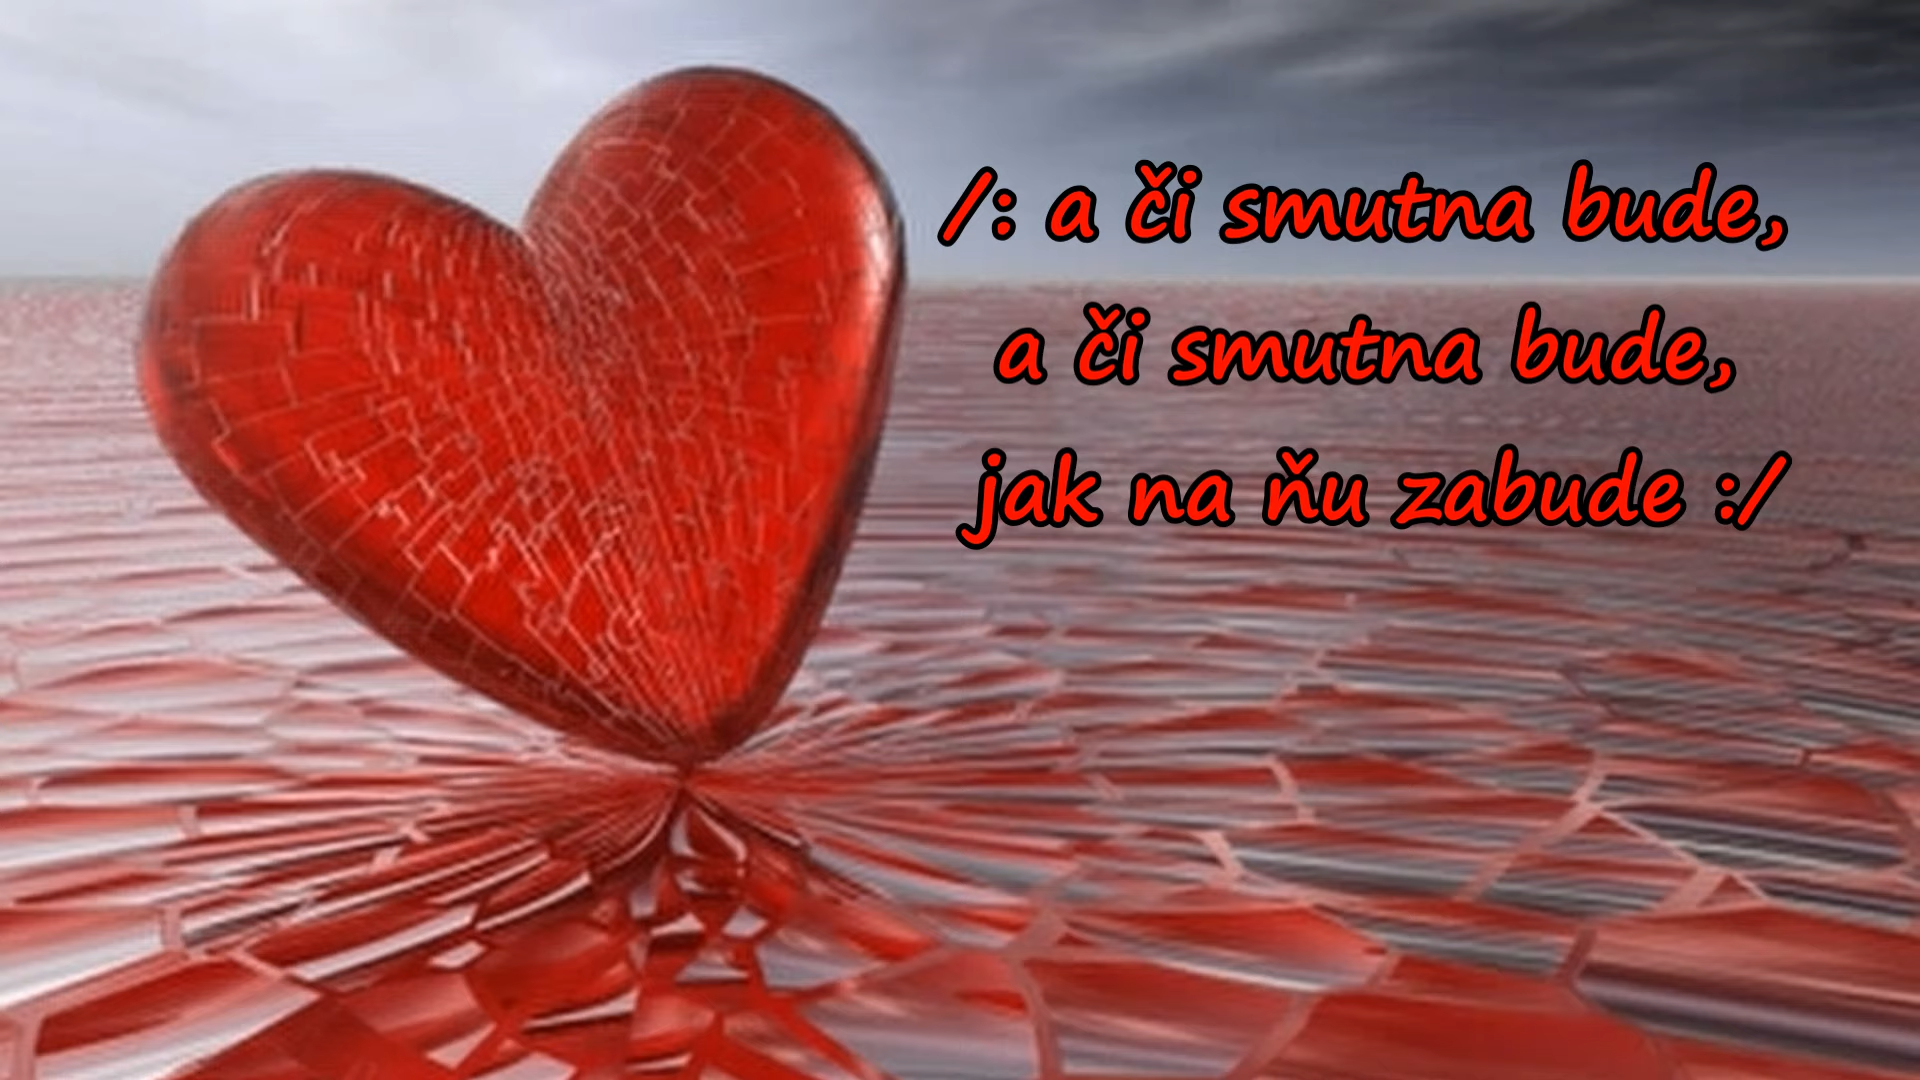 /: a či smutna bude,
a či smutna bude,
jak na ňu zabude :/